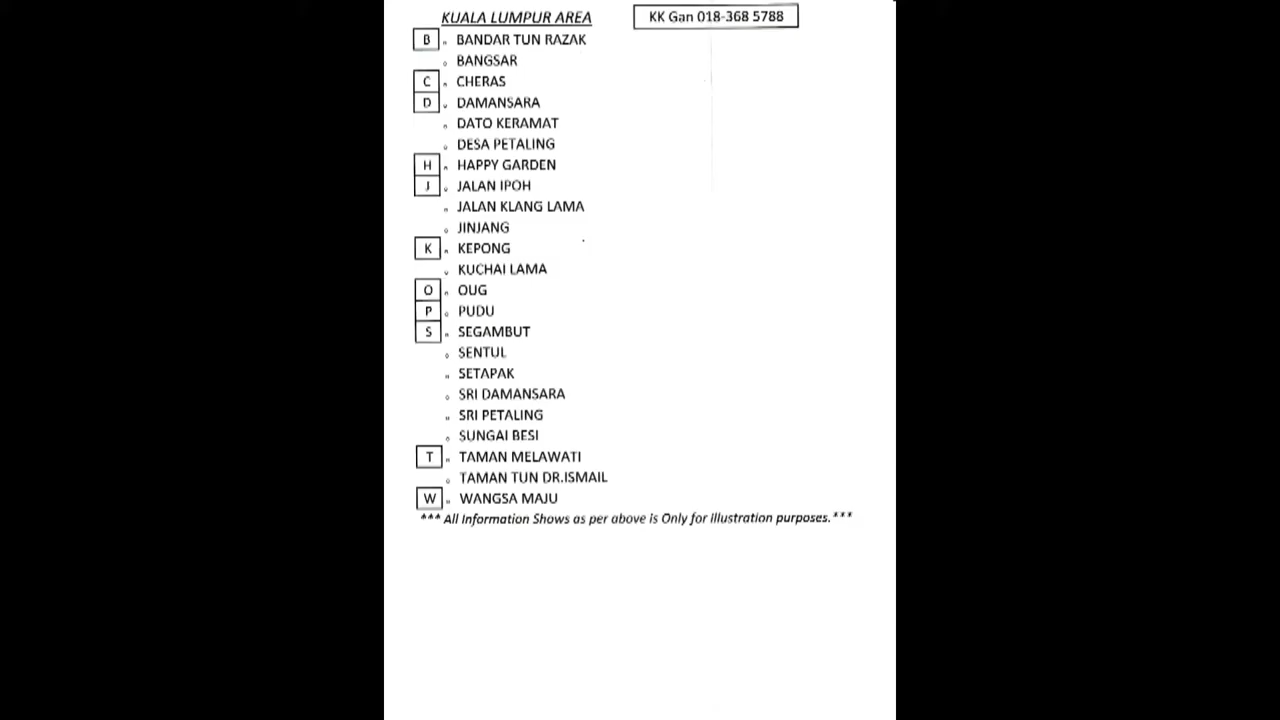 KUALA LUMPUR AREA
KK Gan 018-368 5788
B BANDAR TUN RAZAK
BANGSAR
C CHERAS
D DAMANSARA
DATO KERAMAT
DESA PETALING
H HAPPY GARDEN
J JALAN IPOH
JALAN KLANG LAMA
JINJANG
K KEPONG
KUCHAI LAMA
O OUG
P PUDU
S SEGAMBUT
SENTUL
SETAPAK
SRI DAMANSARA
SRI PETALING
SUNGAI BESI
T TAMAN MELAWATI
TAMAN TUN DR.ISMAIL
W WANGSA MAJU
*** All Information Shows as per above is Only for illustration purposes.***